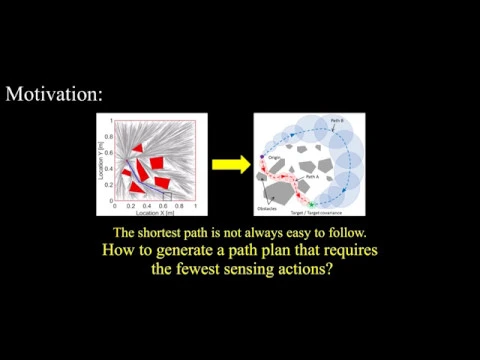 Motivation:
Location Y [m]
1
0.8
0.6
0.4
0.2
0
0 0.2 0.4 0.6 0.8 1
Location X [m]
Path B
Origin
Path A
Obstacles
Target / Target covariance
The shortest path is not always easy to follow.
How to generate a path plan that requires
the fewest sensing actions?